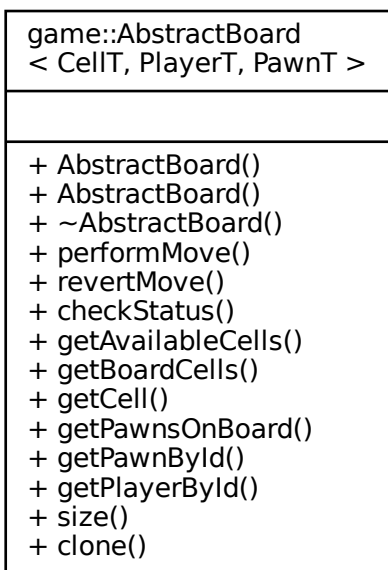 game::AbstractBoard
< CellT, PlayerT, PawnT >
+ AbstractBoard()
+ AbstractBoard()
+ ~AbstractBoard()
+ performMove()
+ revertMove()
+ checkStatus()
+ getAvailableCells()
+ getBoardCells()
+ getCell()
+ getPawnsOnBoard()
+ getPawnById()
+ getPlayerById()
+ size()
+ clone()